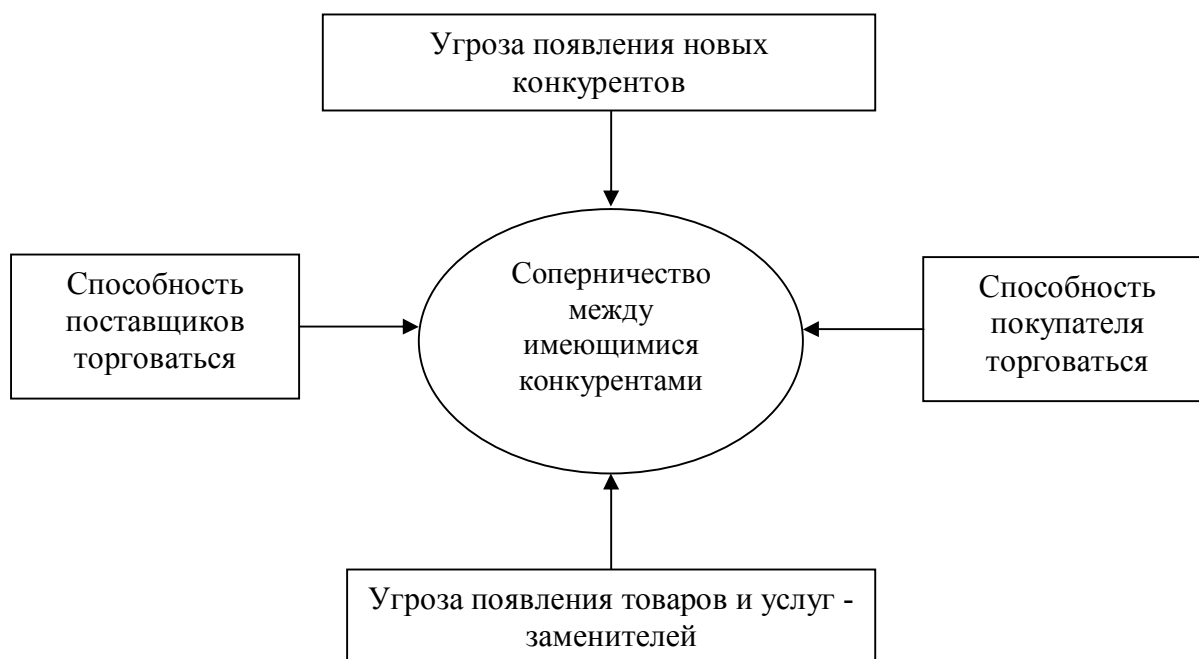 Угроза появления новых
конкурентов
Способность
поставщиков
торговаться
Соперничество
между
имеющимися
конкурентами
Способность
покупателя
торговаться
Угроза появления товаров и услуг -
заменителей